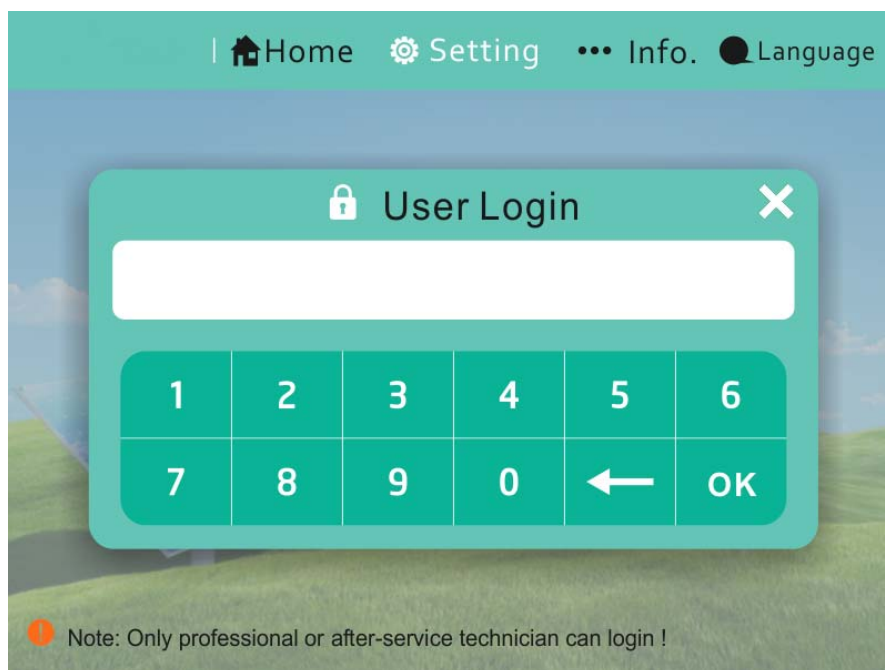 Home Setting ••• Info. Language
User Login
1 2 3 4 5 6
7 8 9 0 ← OK
Note: Only professional or after-service technician can login !